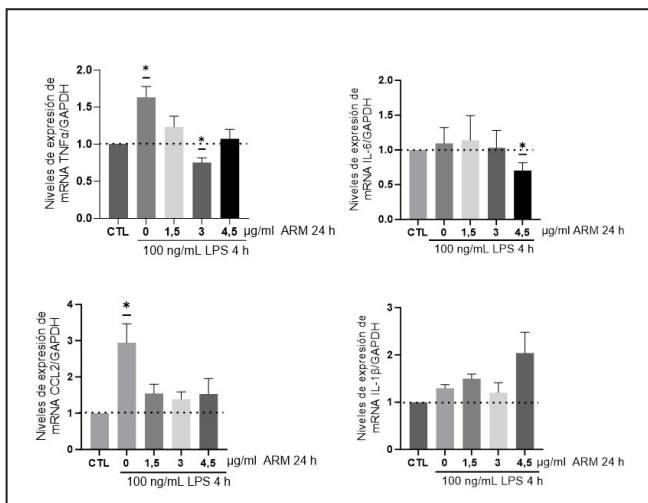 Niveles de expresión de
mRNA TNFα/GAPDH
2.0
1.5
1.0
0.5
0.0
*
*
CTL 0 1,5 3 4,5 µg/ml ARM 24 h
100 ng/mL LPS 4 h
Niveles de expresión de
mRNA IL-6/GAPDH
2.0
1.5
1.0
0.5
0.0
*
CTL 0 1,5 3 4,5 µg/ml ARM 24 h
100 ng/mL LPS 4 h
Niveles de expresión de
mRNA CCL2/GAPDH
4
3
2
1
0
*
CTL 0 1,5 3 4,5 µg/ml ARM 24 h
100 ng/mL LPS 4 h
Niveles de expresión de
mRNA IL-1β/GAPDH
3
2
1
0
CTL 0 1,5 3 4,5 µg/ml ARM 24 h
100 ng/mL LPS 4 h